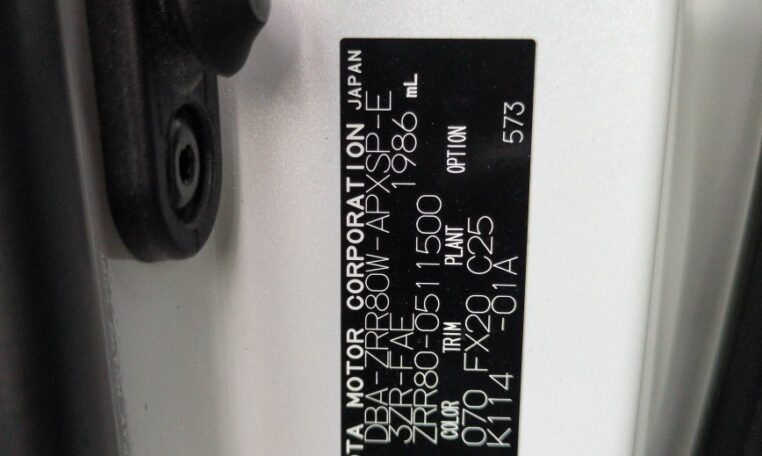 TA MOTOR CORPORATION JAPAN
DBA-ZRR80W-APXSP-E
3ZR-FAE 1986 mL
ZRR80-0511500
COLOR TRIM PLANT OPTION
070 FX20 C25
K114 -01A 573